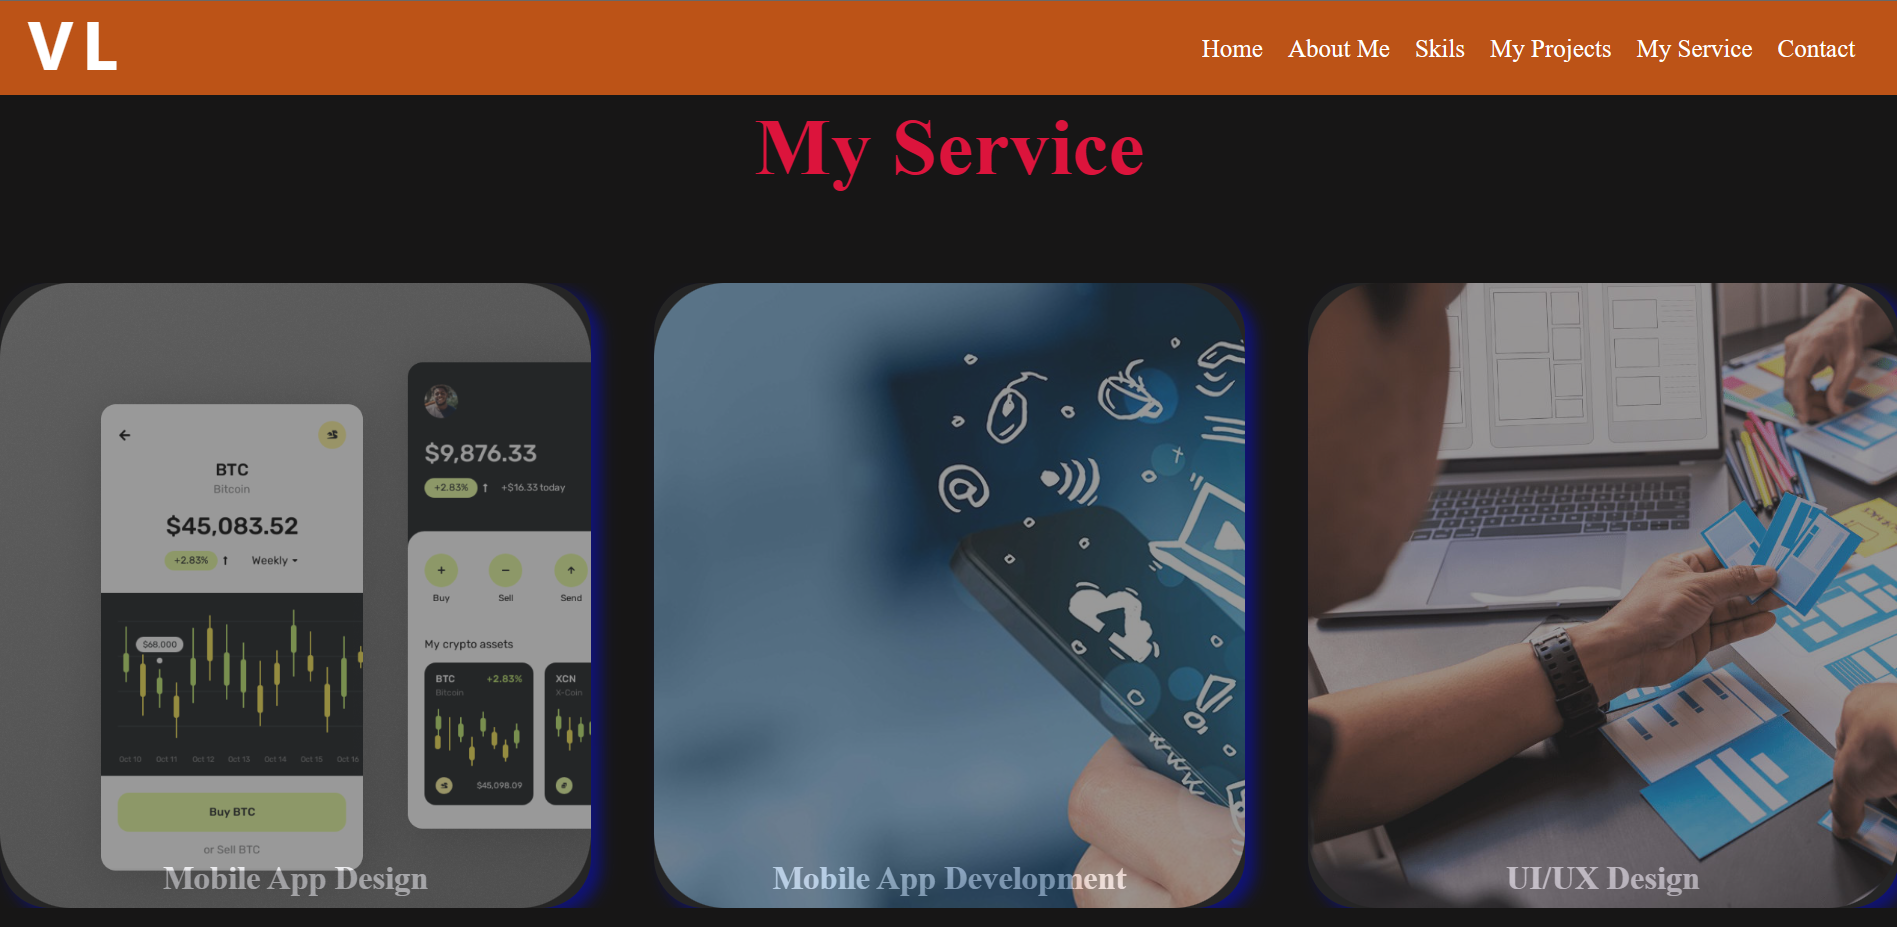 VL
Home About Me Skils My Projects My Service Contact
My Service
BTC
Bitcoin
$45,083.52
+2.83% Weekly
$68.000
Oct 10 Oct 11 Oct 12 Oct 13 Oct 14 Oct 15 Oct 16
Buy BTC
or Sell BTC
$9,876.33
+2.83% +$16.33 today
+ − ↑
Buy Sell Send
My crypto assets
BTC +2.83% XCN
Bitcoin X-Coin
$45,098.09
Mobile App Design
@
www
Mobile App Development
UI/UX Design